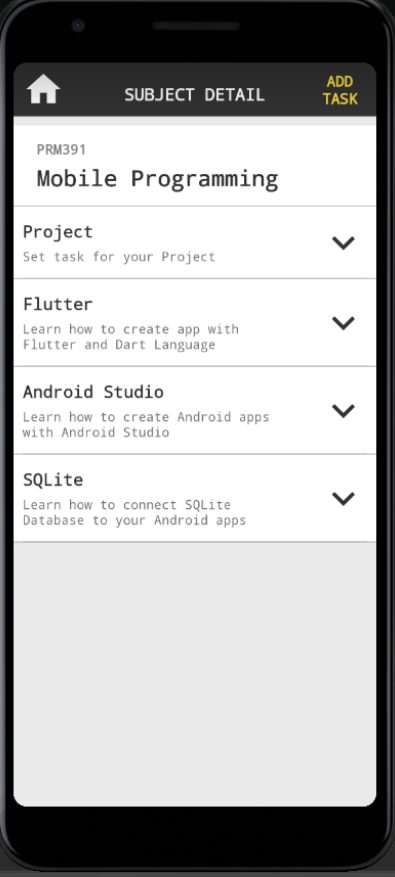 SUBJECT DETAIL
ADD
TASK
PRM391
Mobile Programming
Project
Set task for your Project
Flutter
Learn how to create app with
Flutter and Dart Language
Android Studio
Learn how to create Android apps
with Android Studio
SQLite
Learn how to connect SQLite
Database to your Android apps